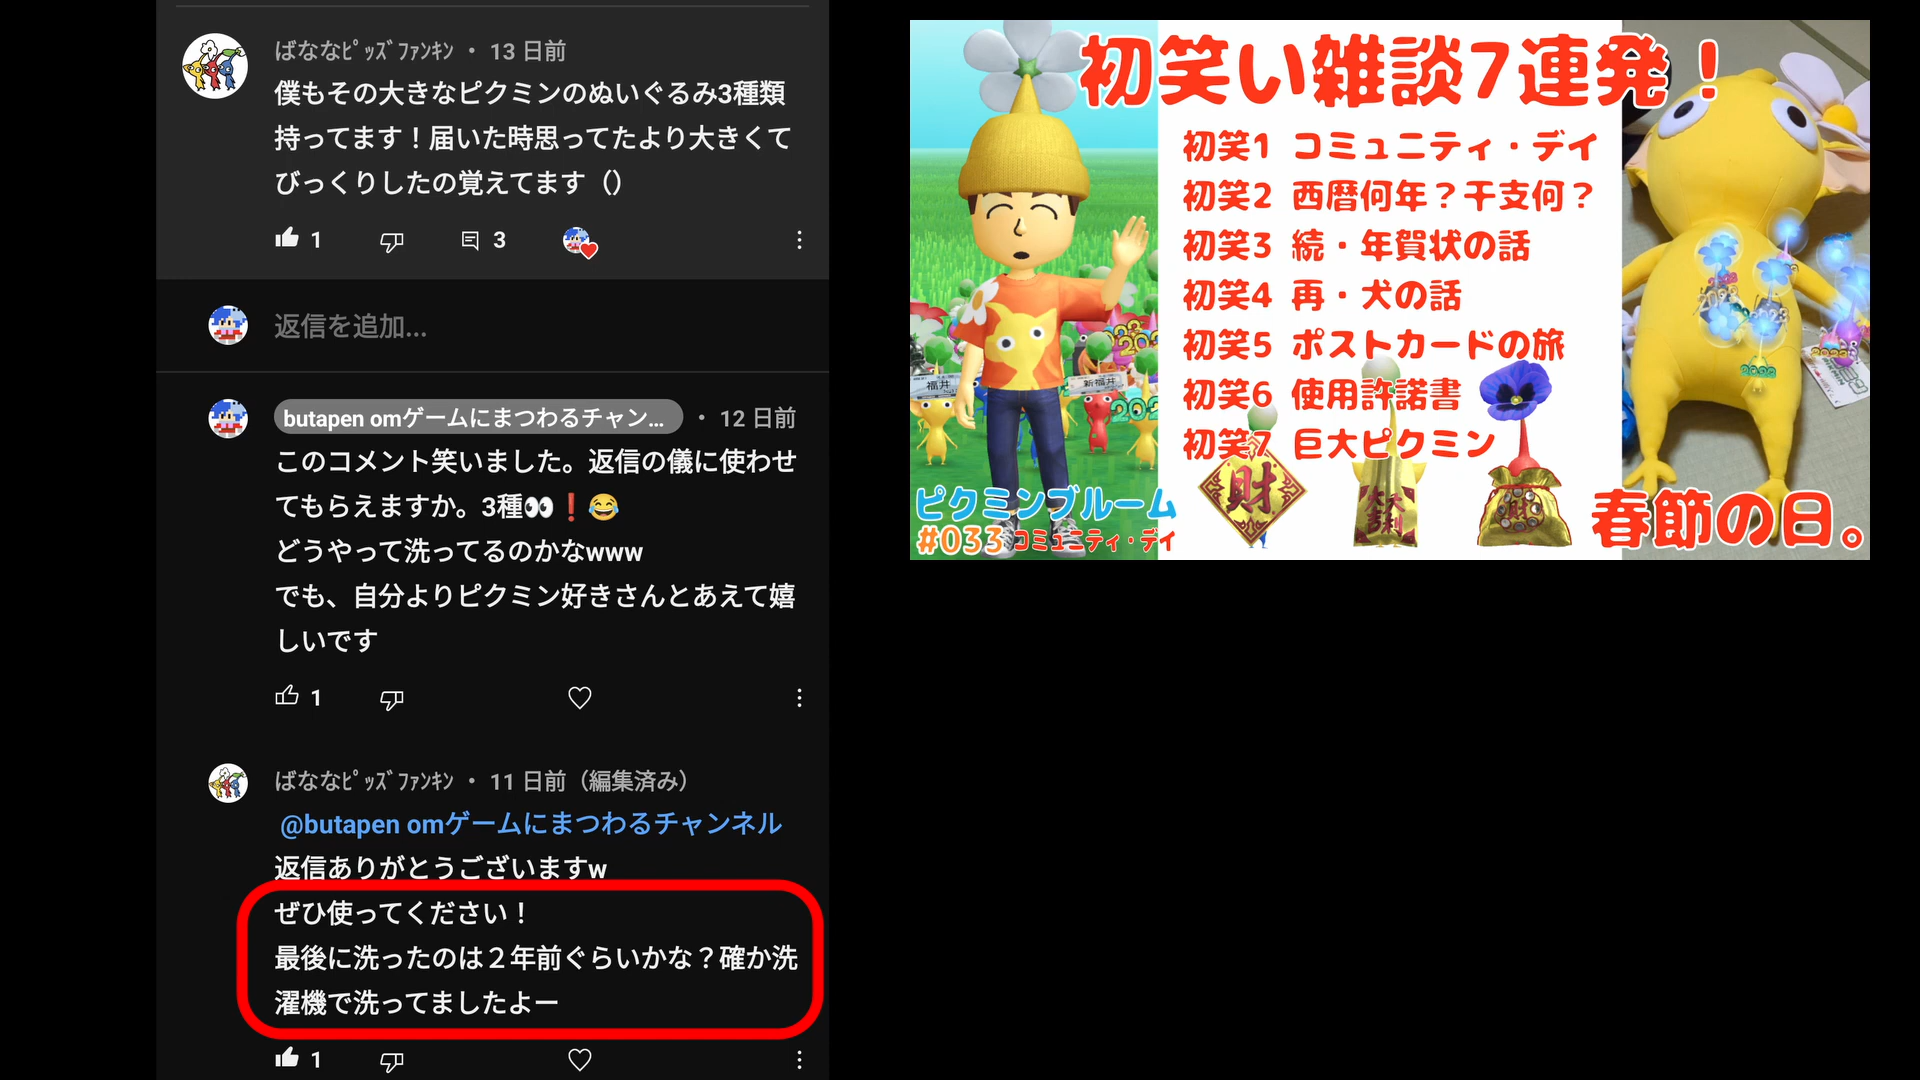 ばななﾋﾟｯｽﾞﾌｧﾝｷﾝ ・ 13 日前
僕もその大きなピクミンのぬいぐるみ3種類
持ってます！届いた時思ってたより大きくて
びっくりしたの覚えてます（）
1
3
返信を追加...
butapen omゲームにまつわるチャン... ・ 12 日前
このコメント笑いました。返信の儀に使わせ
てもらえますか。3種👀❗😂
どうやって洗ってるのかなwww
でも、自分よりピクミン好きさんとあえて嬉
しいです
1
ばななﾋﾟｯｽﾞﾌｧﾝｷﾝ ・ 11 日前（編集済み）
@butapen omゲームにまつわるチャンネル
返信ありがとうございますw
ぜひ使ってください！
最後に洗ったのは２年前ぐらいかな？確か洗
濯機で洗ってましたよー
1
初笑い雑談7連発！
初笑1 コミュニティ・デイ
初笑2 西暦何年？干支何？
初笑3 続・年賀状の話
初笑4 再・犬の話
初笑5 ポストカードの旅
初笑6 使用許諾書
初笑7 巨大ピクミン
福井
新福井
財
大吉大利
財
ピクミンブルーム
#033コミュニティ・デイ
春節の日。